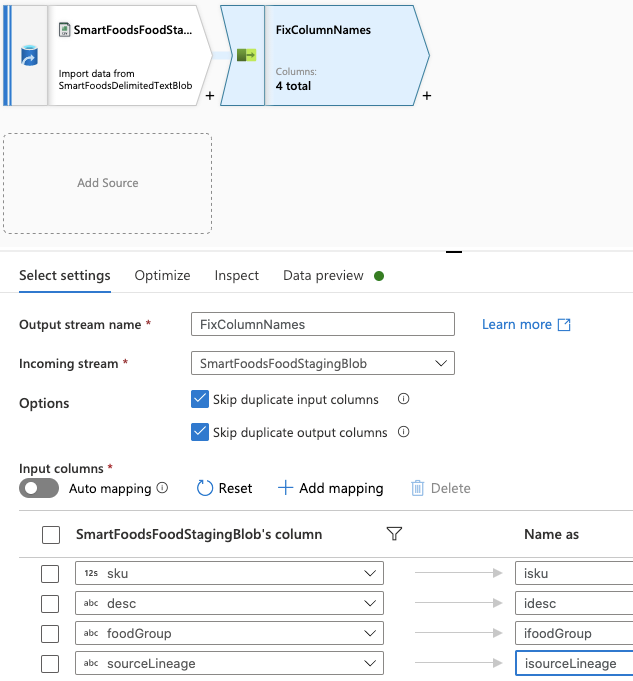 SmartFoodsFoodSta...
Import data from
SmartFoodsDelimitedTextBlob
+
FixColumnNames
Columns:
4 total
+
Add Source
Select settings Optimize Inspect Data preview
Output stream name * FixColumnNames Learn more
Incoming stream * SmartFoodsFoodStagingBlob
Options Skip duplicate input columns
Skip duplicate output columns
Input columns *
Auto mapping Reset + Add mapping Delete
SmartFoodsFoodStagingBlob's column Name as
12s sku isku
abc desc idesc
abc foodGroup ifoodGroup
abc sourceLineage isourceLineage